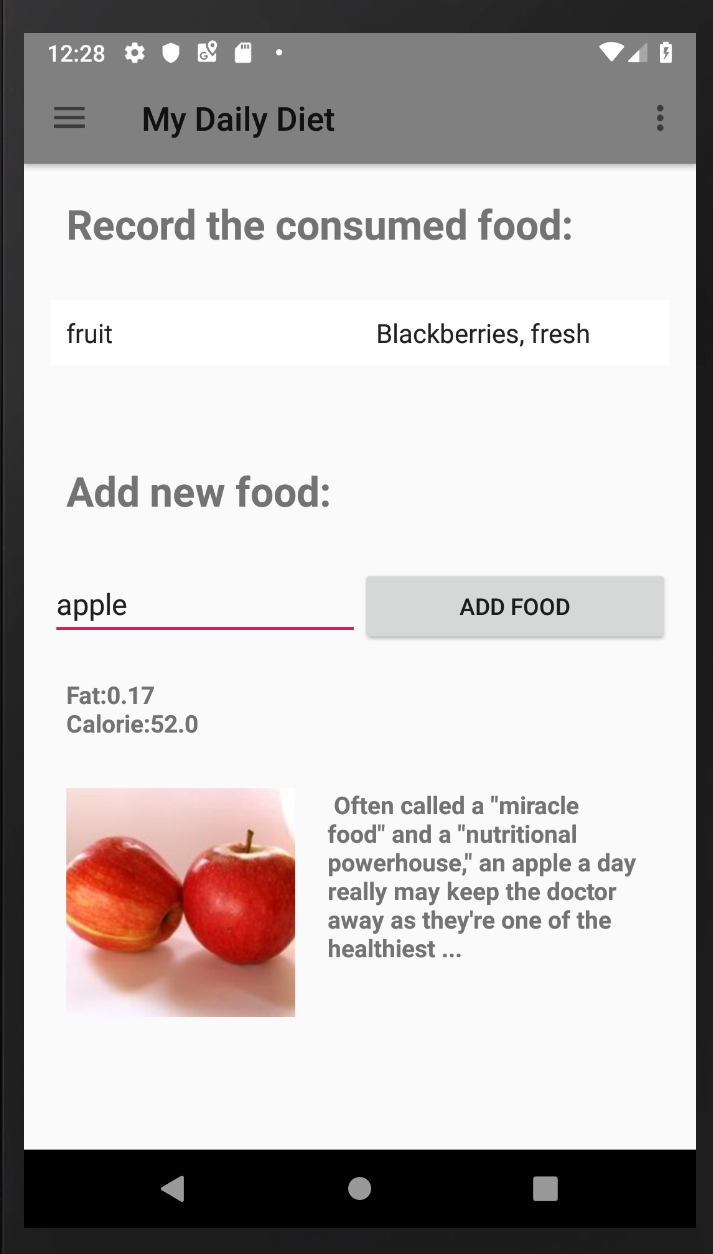 12:28
My Daily Diet
Record the consumed food:
fruit Blackberries, fresh
Add new food:
apple ADD FOOD
Fat:0.17
Calorie:52.0
Often called a "miracle
food" and a "nutritional
powerhouse," an apple a day
really may keep the doctor
away as they're one of the
healthiest ...